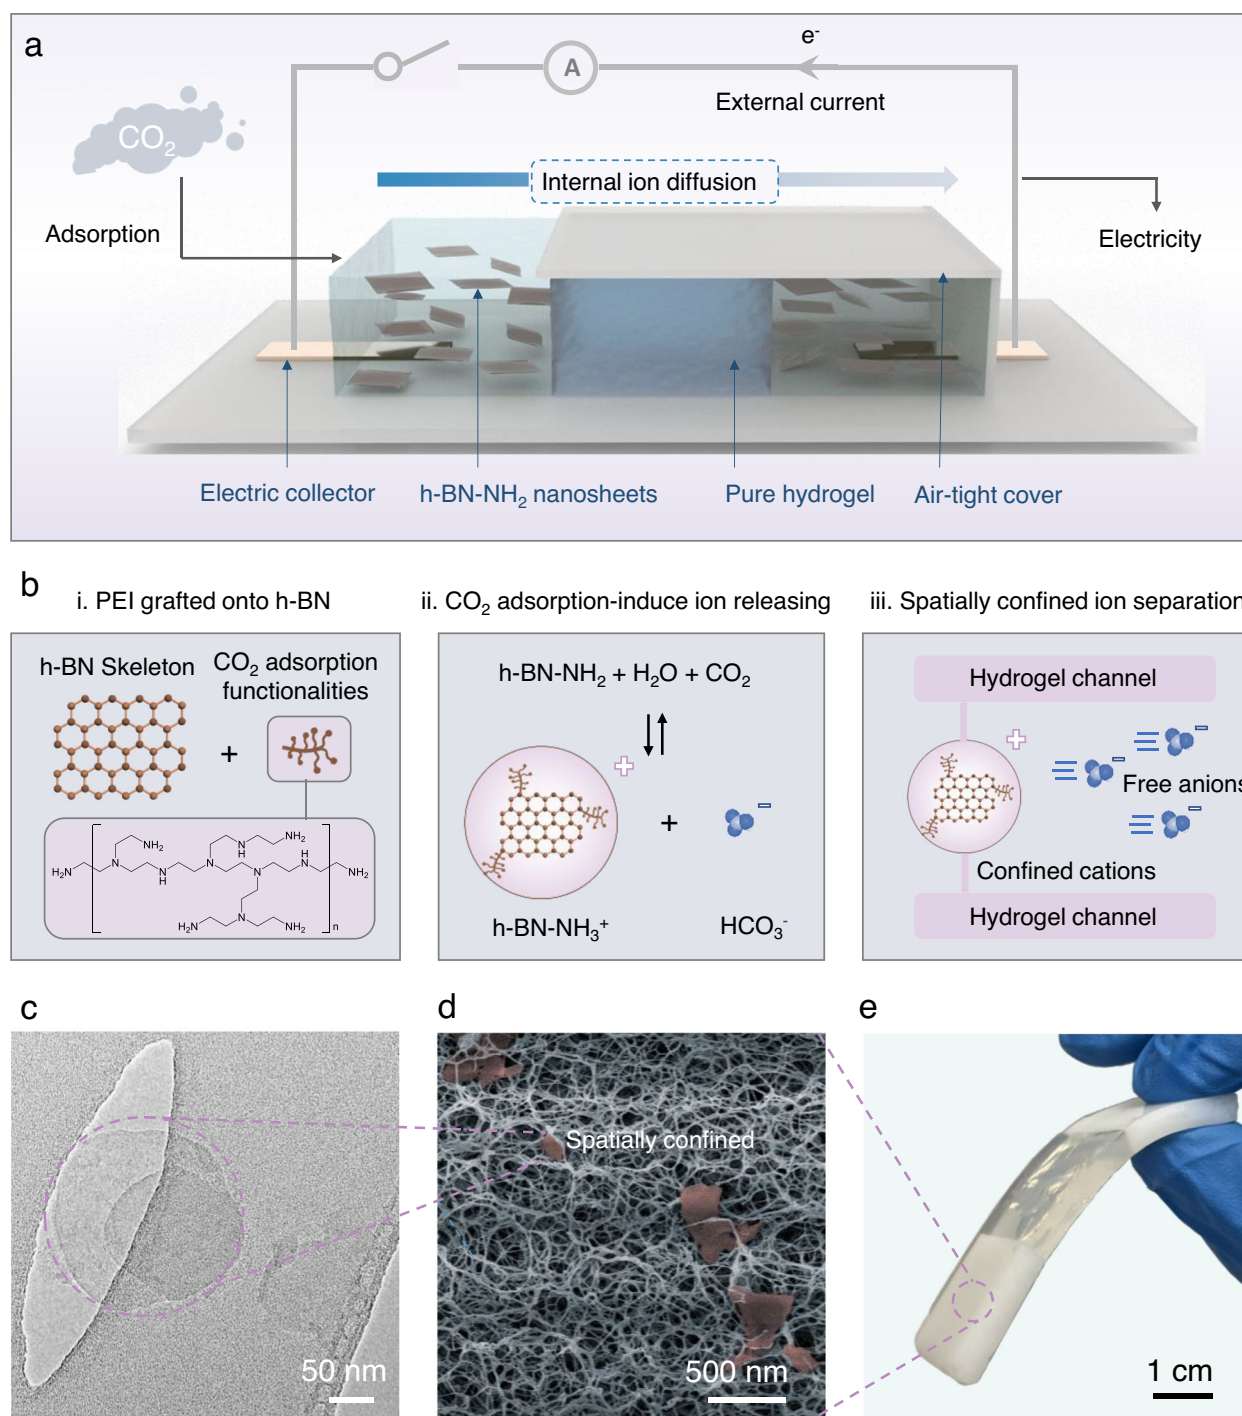 a
e-
A
External current
CO2
Internal ion diffusion
Adsorption
Electricity
Electric collector
h-BN-NH2 nanosheets
Pure hydrogel
Air-tight cover
b
i. PEI grafted onto h-BN
ii. CO2 adsorption-induce ion releasing
iii. Spatially confined ion separation
h-BN Skeleton
CO2 adsorption
functionalities
+
NH2
H
N
NH2
H2N
N
N
H
N
N
N
H
NH2
N
H2N
N
NH2
n
h-BN-NH2 + H2O + CO2
+
h-BN-NH3+
HCO3-
Hydrogel channel
Free anions
Confined cations
Hydrogel channel
c
50 nm
d
Spatially confined
500 nm
e
1 cm